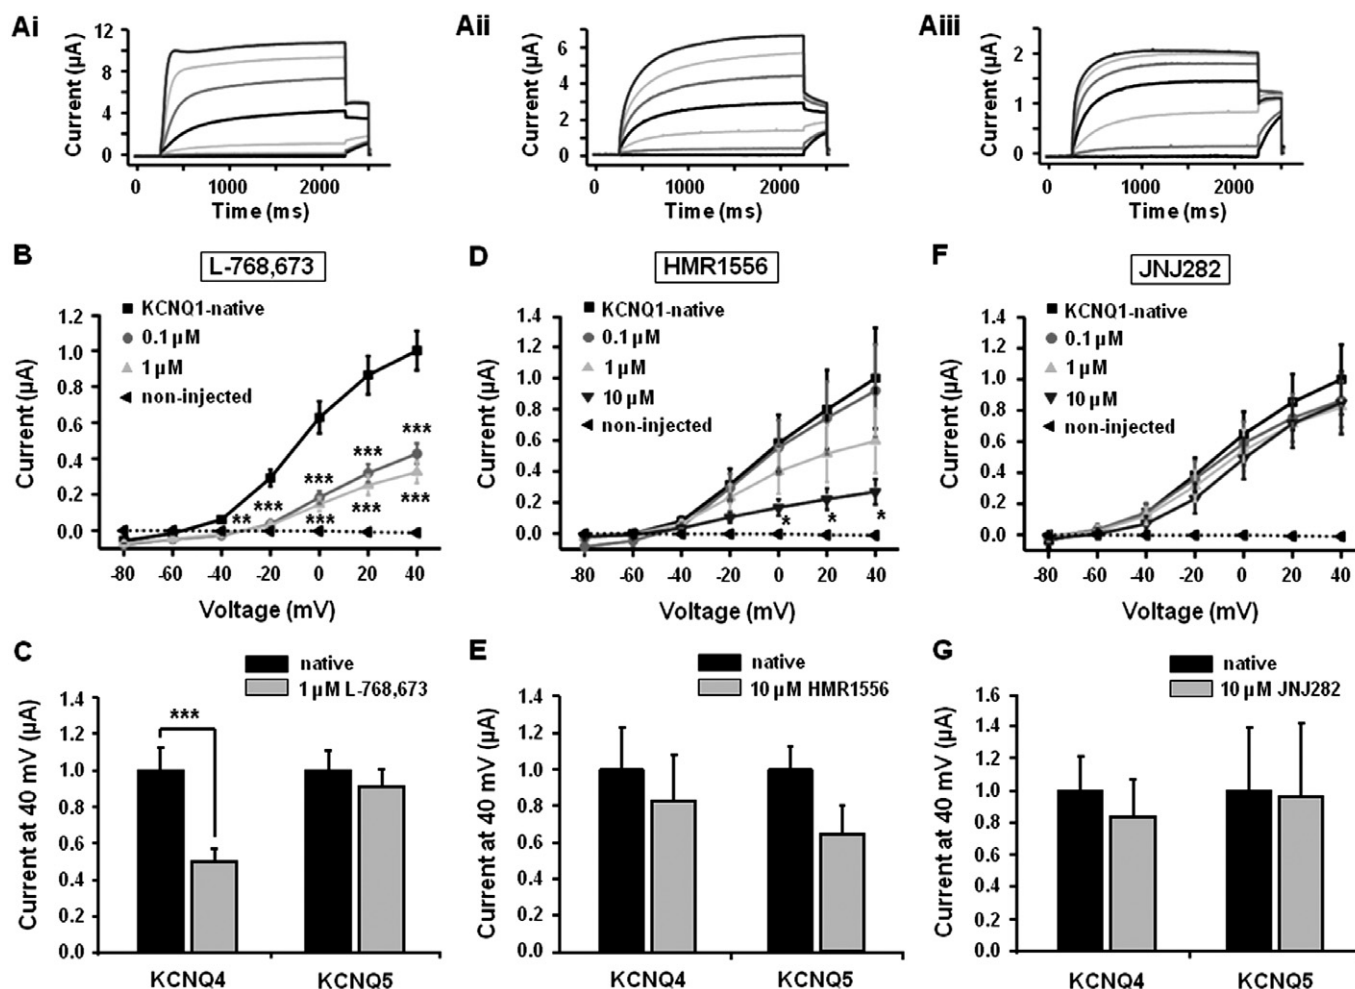 Ai Aii Aiii
Current (µA) Current (µA) Current (µA)
12 6 2
8 4 1
4 2 0
0 0
0 1000 2000 0 1000 2000 0 1000 2000
Time (ms) Time (ms) Time (ms)
B L-768,673
KCNQ1-native
0.1 µM
1 µM
non-injected
Current (µA)
1.2
1.0
0.8
0.6
0.4
0.2
0.0
***
***
***
*** *** ***
** ***
-80 -60 -40 -20 0 20 40
Voltage (mV)
D HMR1556
KCNQ1-native
0.1 µM
1 µM
10 µM
non-injected
Current (µA)
1.4
1.2
1.0
0.8
0.6
0.4
0.2
0.0
* * *
-80 -60 -40 -20 0 20 40
Voltage (mV)
F JNJ282
KCNQ1-native
0.1 µM
1 µM
10 µM
non-injected
Current (µA)
1.4
1.2
1.0
0.8
0.6
0.4
0.2
0.0
-80 -60 -40 -20 0 20 40
Voltage (mV)
C
native
1 µM L-768,673
Current at 40 mV (µA)
1.4
1.2
1.0
0.8
0.6
0.4
0.2
0.0
***
KCNQ4 KCNQ5
E
native
10 µM HMR1556
Current at 40 mV (µA)
1.4
1.2
1.0
0.8
0.6
0.4
0.2
0.0
KCNQ4 KCNQ5
G
native
10 µM JNJ282
Current at 40 mV (µA)
1.6
1.4
1.2
1.0
0.8
0.6
0.4
0.2
0.0
KCNQ4 KCNQ5